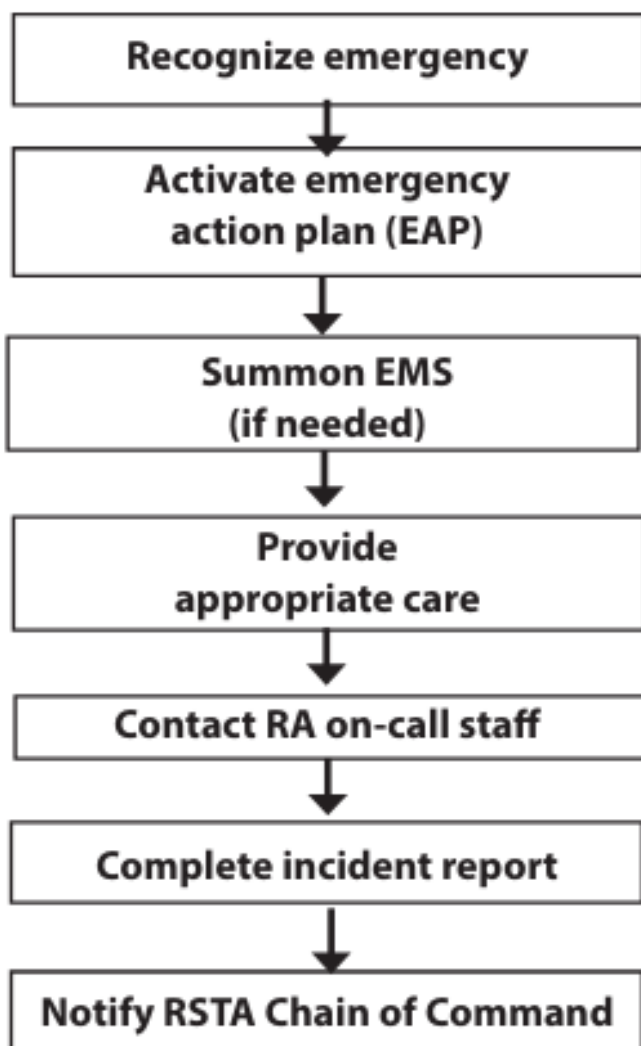 Recognize emergency
Activate emergency
action plan (EAP)
Summon EMS
(if needed)
Provide
appropriate care
Contact RA on-call staff
Complete incident report
Notify RSTA Chain of Command